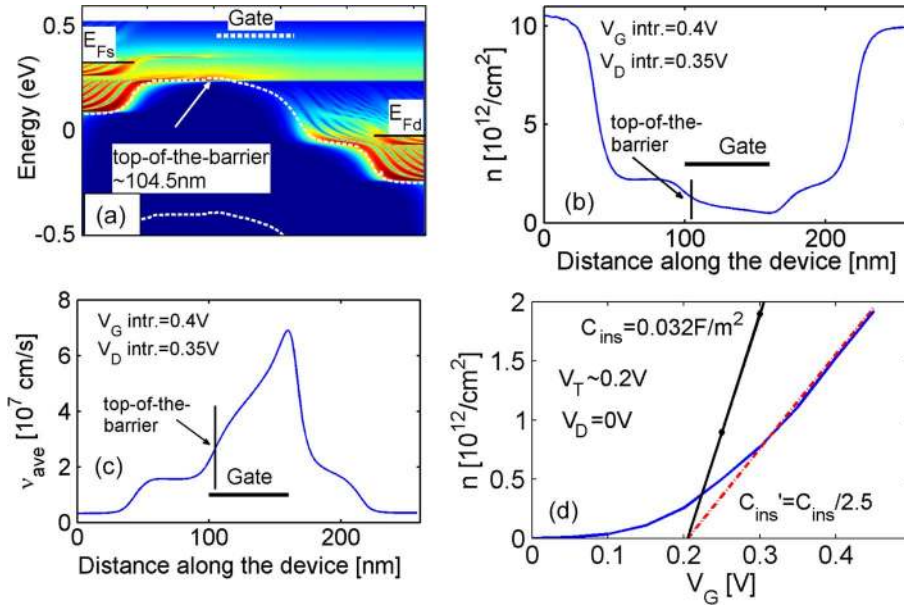 0.5
0
-0.5
Energy (eV)
Gate
E_Fs
E_Fd
top-of-the-barrier
~104.5nm
(a)
10
5
0
n [10^12/cm^2]
V_G intr.=0.4V
V_D intr.=0.35V
top-of-the-
barrier
Gate
(b)
0
100
200
Distance along the device [nm]
8
6
4
2
0
ν_ave [10^7 cm/s]
V_G intr.=0.4V
V_D intr.=0.35V
top-of-the-
barrier
Gate
(c)
0
100
200
Distance along the device [nm]
2
1.5
1
0.5
0
n [10^12/cm^2]
C_ins=0.032F/m^2
V_T~0.2V
V_D=0V
C_ins'=C_ins/2.5
(d)
0
0.1
0.2
0.3
0.4
V_G [V]